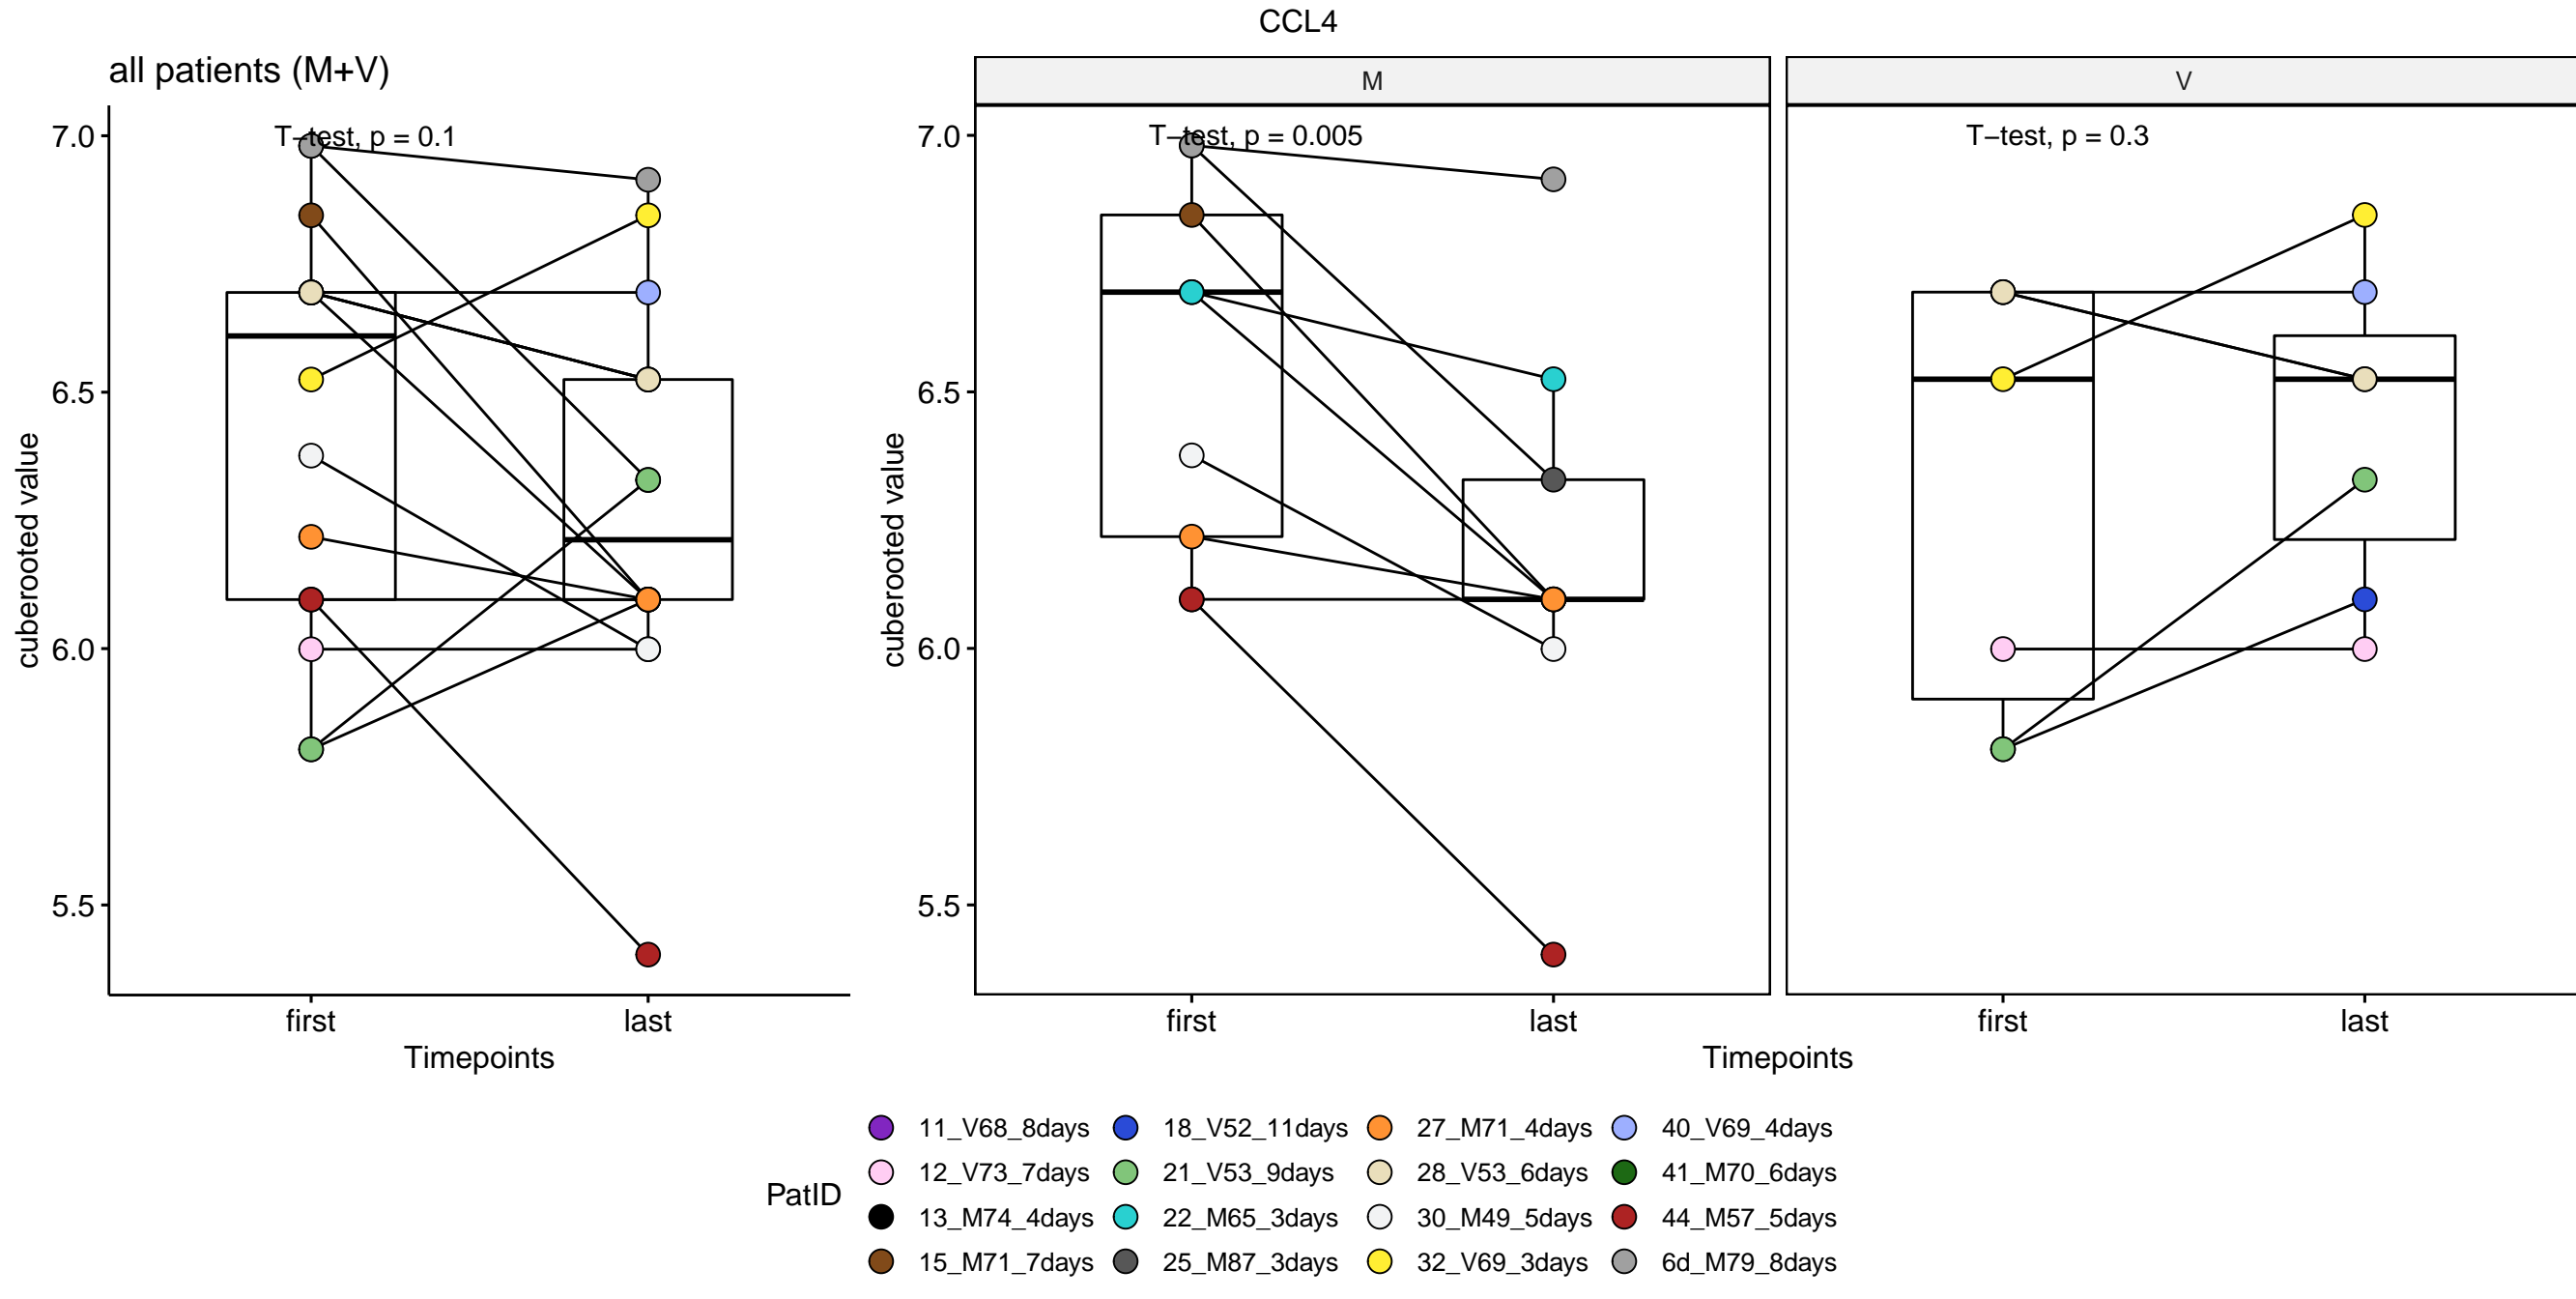 CCL4
all patients (M+V)
M
V
T−test, p = 0.1
T−test, p = 0.005
T−test, p = 0.3
7.0
6.5
6.0
5.5
cuberooted value
7.0
6.5
6.0
5.5
cuberooted value
first last
first last
first last
Timepoints
Timepoints
PatID
11_V68_8days 18_V52_11days 27_M71_4days 40_V69_4days
12_V73_7days 21_V53_9days 28_V53_6days 41_M70_6days
13_M74_4days 22_M65_3days 30_M49_5days 44_M57_5days
15_M71_7days 25_M87_3days 32_V69_3days 6d_M79_8days